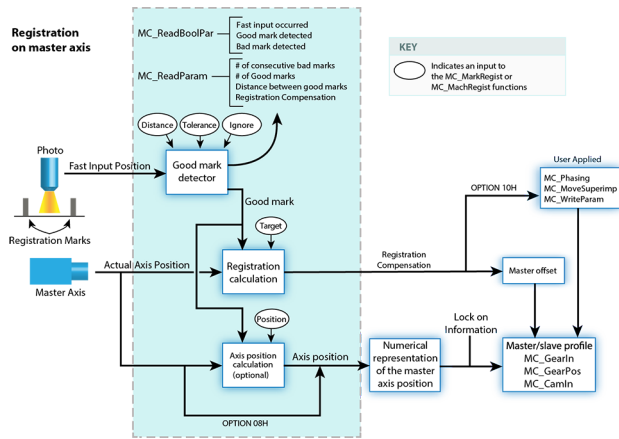 Registration
on master axis
MC_ReadBoolPar
Fast input occurred
Good mark detected
Bad mark detected
MC_ReadParam
# of consecutive bad marks
# of Good marks
Distance between good marks
Registration Compensation
KEY
Indicates an input to
the MC_MarkRegist or
MC_MachRegist functions
Distance
Tolerance
Ignore
Photo
Fast Input Position
Good mark
detector
User Applied
MC_Phasing
MC_MoveSuperimp
MC_WriteParam
OPTION 10H
Good mark
Registration Marks
Target
Actual Axis Position
Registration
calculation
Registration
Compensation
Master offset
Master Axis
Position
Lock on
Information
Axis position
calculation
(optional)
Axis position
Numerical
representation
of the master
axis position
Master/slave profile
MC_GearIn
MC_GearPos
MC_CamIn
OPTION 08H